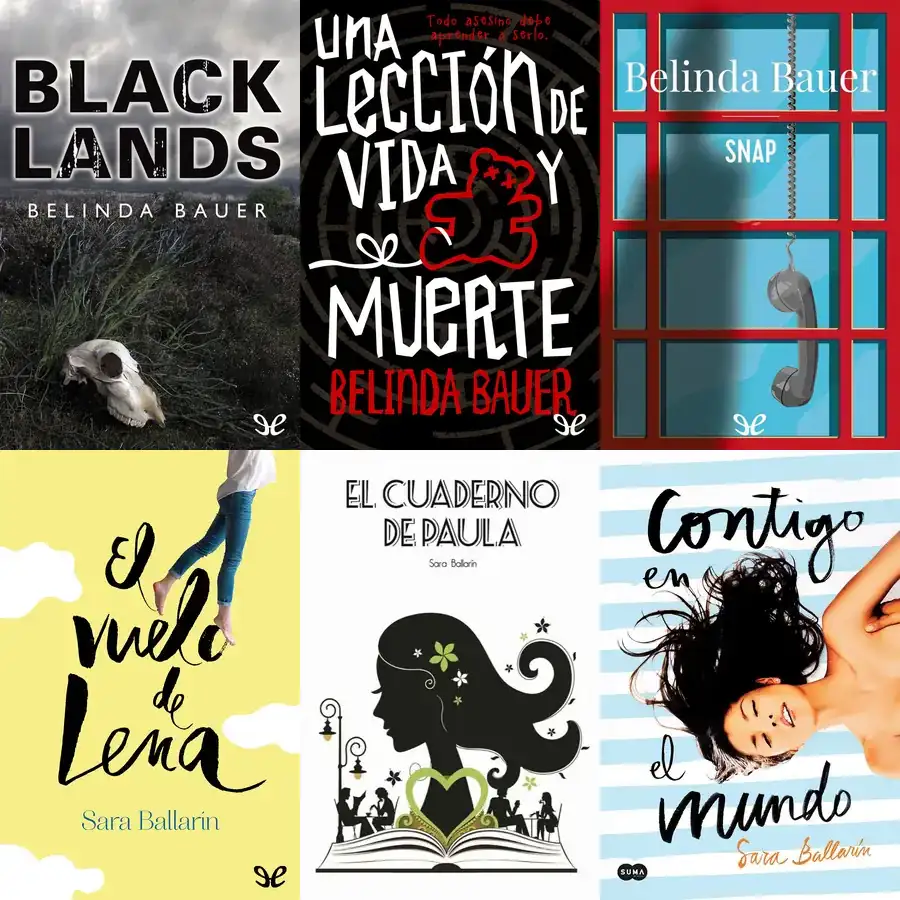 BLACK
LANDS
BELINDA BAUER
Todo asesino debe
aprender a serlo.
UNA
LECCIÓN DE
VIDA Y
MUERTE
BELINDA BAUER
Belinda Bauer
SNAP
El
vuelo
de
Lena
Sara Ballarín
EL CUADERNO
DE PAULA
Sara Ballarín
Contigo
en
el
mundo
Sara Ballarín
SUMA